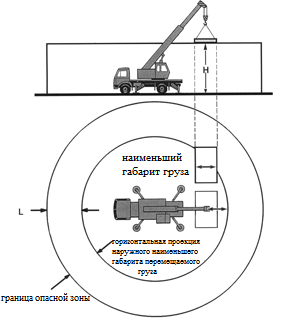 H
наименьший
габарит груза
L
горизонтальная проекция
наружного наименьшего
габарита перемещаемого
груза
граница опасной зоны